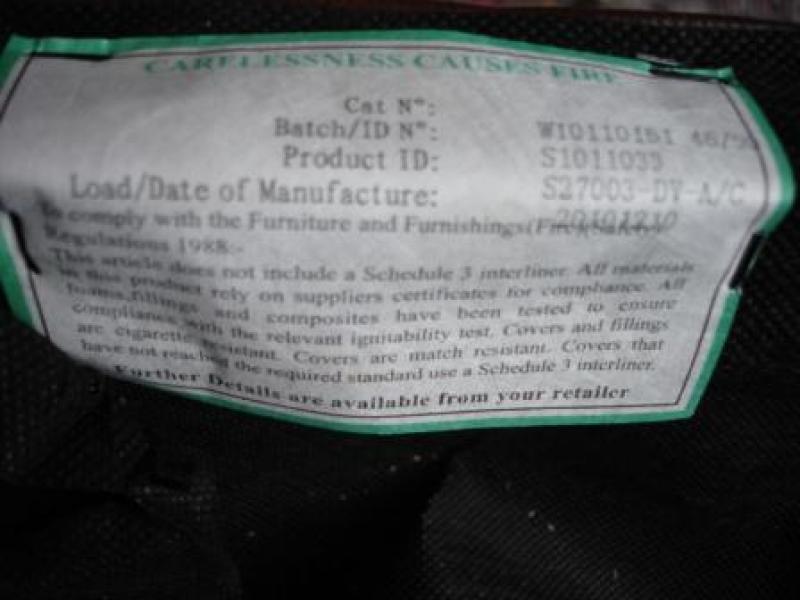 CARELESSNESS CAUSES FIRE
Cat Nº:
Batch/ID Nº: W1011O151 46/
Product ID: S1011033
Load/Date of Manufacture: S27003-DY-A/C
20101210
To comply with the Furniture and Furnishings (Fire)(Safety)
Regulations 1988:-
This article does not include a Schedule 3 interliner. All materials
in this product rely on suppliers certificates for compliance. All
foams, fillings and composites have been tested to ensure
compliance with the relevant ignitability test. Covers and fillings
are cigarette resistant. Covers are match resistant. Covers that
have not reached the required standard use a Schedule 3 interliner.
Further Details are available from your retailer